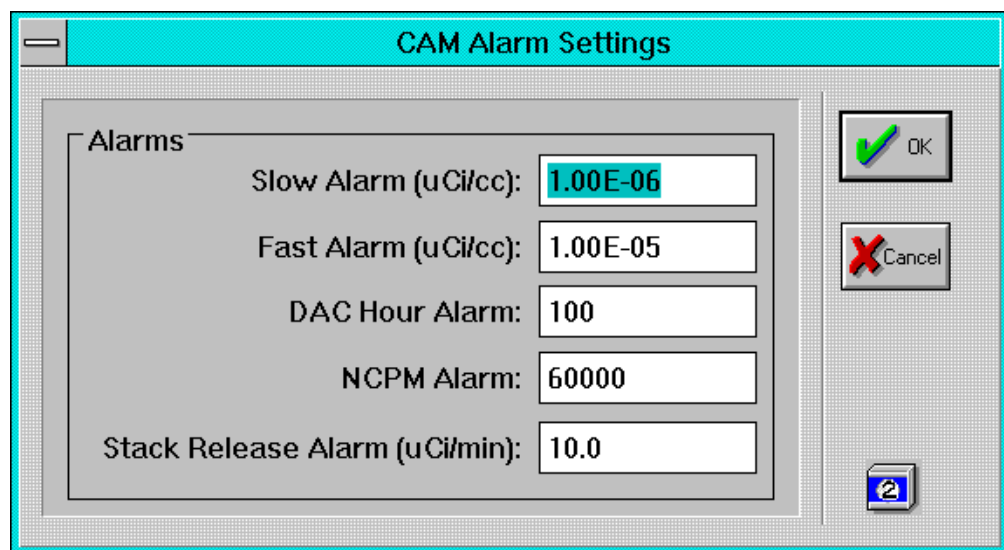 CAM Alarm Settings
Alarms
Slow Alarm (uCi/cc): 1.00E-06
Fast Alarm (uCi/cc): 1.00E-05
DAC Hour Alarm: 100
NCPM Alarm: 60000
Stack Release Alarm (uCi/min): 10.0
OK
Cancel
2